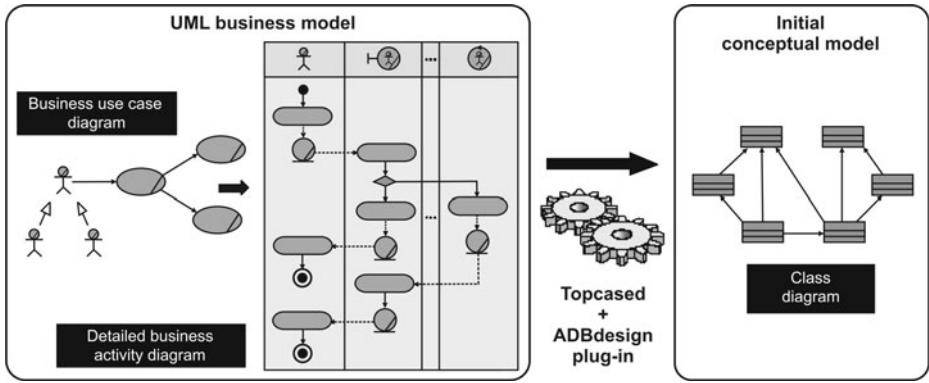 UML business model
Business use case
diagram
...
...
Detailed business
activity diagram
Topcased
+
ADBdesign
plug-in
Initial
conceptual model
Class
diagram